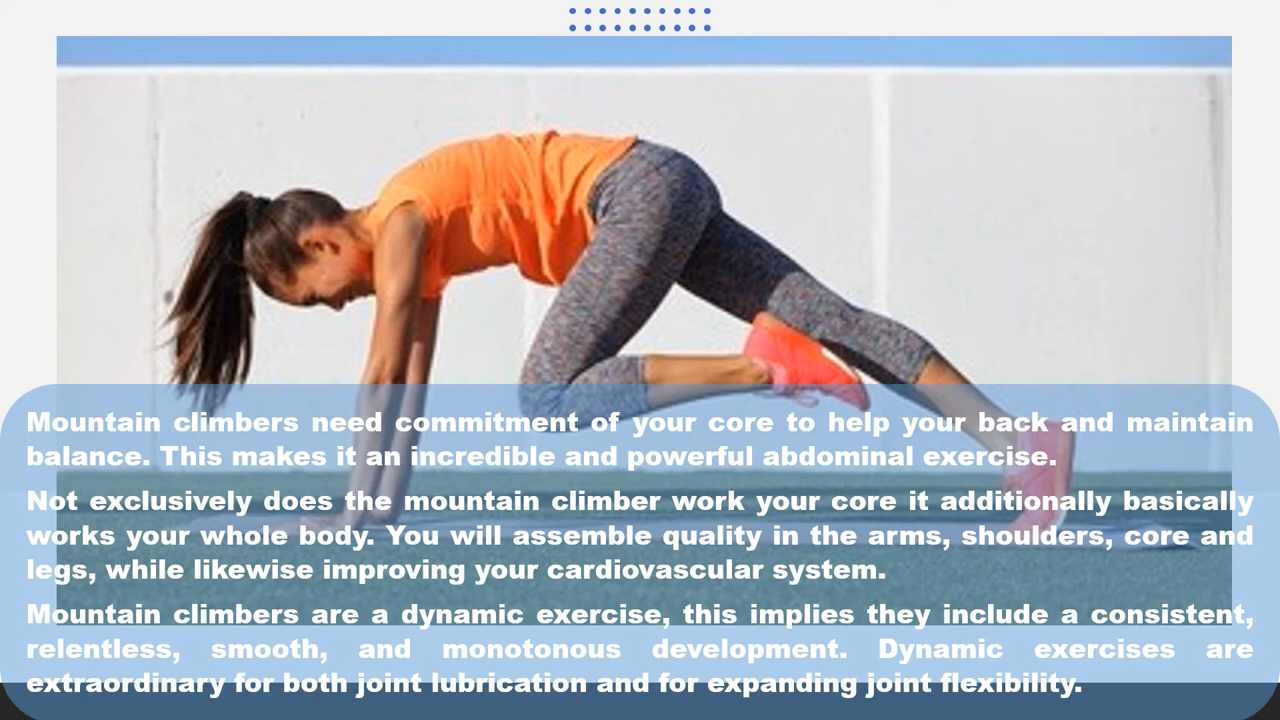 Mountain climbers need commitment of your core to help your back and maintain
balance. This makes it an incredible and powerful abdominal exercise.
Not exclusively does the mountain climber work your core it additionally basically
works your whole body. You will assemble quality in the arms, shoulders, core and
legs, while likewise improving your cardiovascular system.
Mountain climbers are a dynamic exercise, this implies they include a consistent,
relentless, smooth, and monotonous development. Dynamic exercises are
extraordinary for both joint lubrication and for expanding joint flexibility.